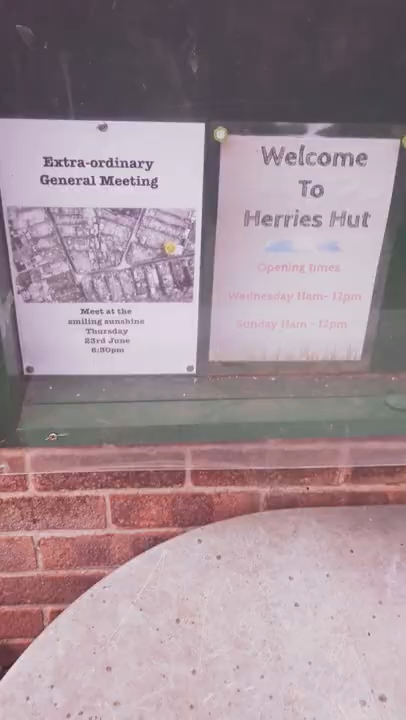 Extra-ordinary
General Meeting
Meet at the
smiling sunshine
Thursday
23rd June
6:30pm
Welcome
To
Herries Hut
Opening times
Wednesday 11am- 12pm
Sunday 11am - 12pm